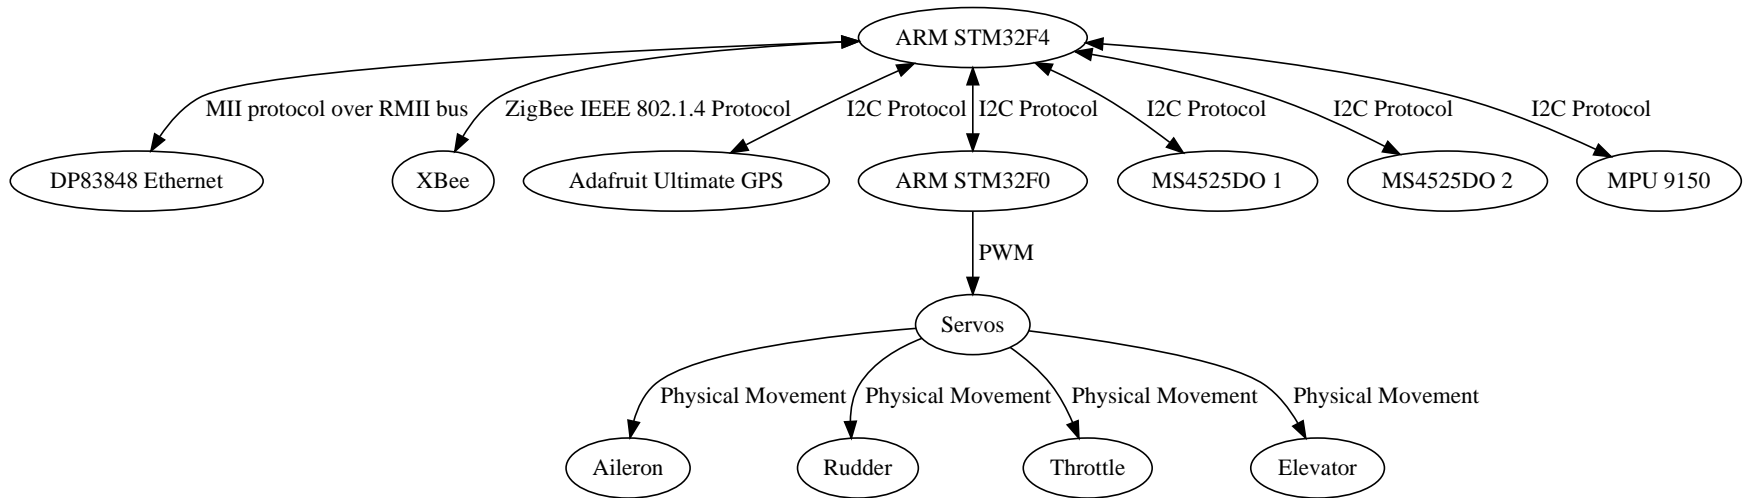 ARM STM32F4
MII protocol over RMII bus
ZigBee IEEE 802.1.4 Protocol
I2C Protocol
I2C Protocol
I2C Protocol
I2C Protocol
I2C Protocol
DP83848 Ethernet
XBee
Adafruit Ultimate GPS
ARM STM32F0
MS4525DO 1
MS4525DO 2
MPU 9150
PWM
Servos
Physical Movement
Physical Movement
Physical Movement
Physical Movement
Aileron
Rudder
Throttle
Elevator